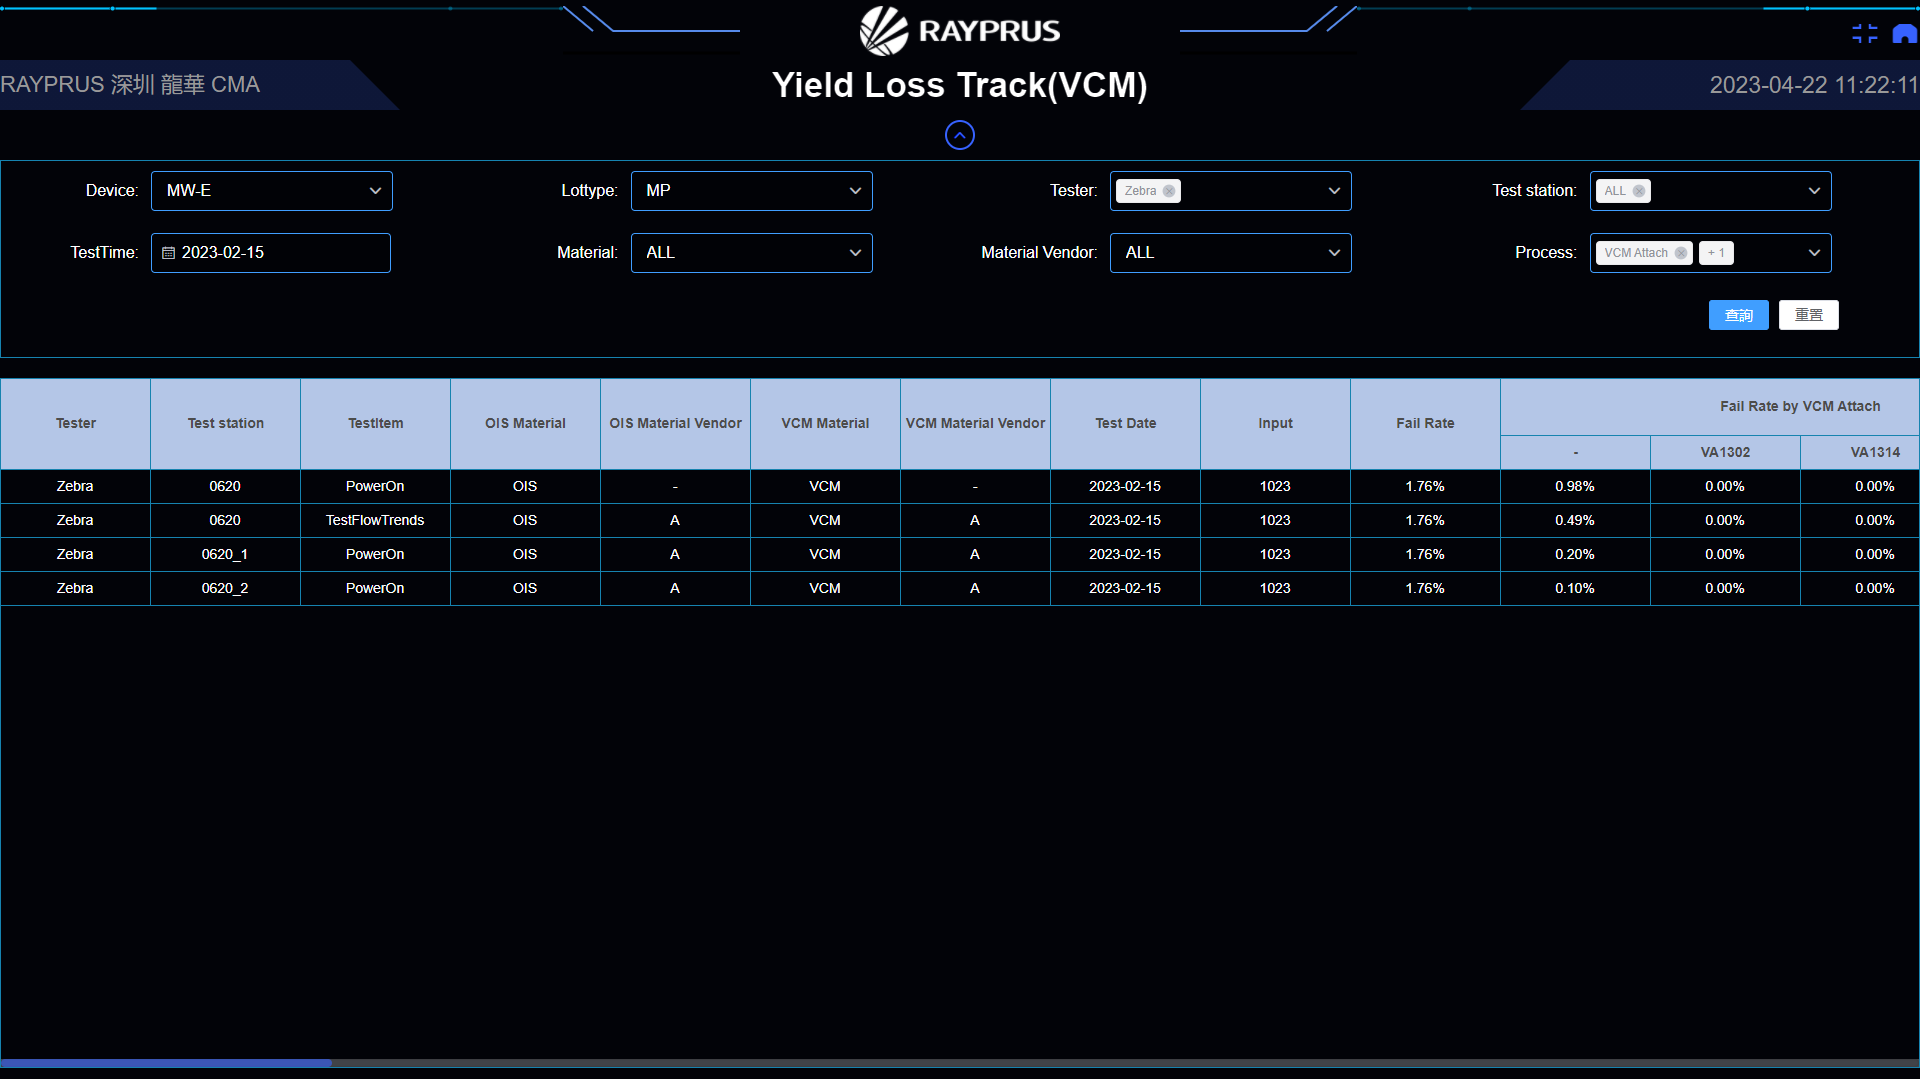 RAYPRUS
RAYPRUS 深圳 龍華 CMA
Yield Loss Track(VCM)
2023-04-22 11:22:11
Device: MW-E Lottype: MP Tester: Zebra Test station: ALL
TestTime: 2023-02-15 Material: ALL Material Vendor: ALL Process: VCM Attach + 1
查詢 重置
Tester Test station TestItem OIS Material OIS Material Vendor VCM Material VCM Material Vendor Test Date Input Fail Rate Fail Rate by VCM Attach
- VA1302 VA1314
Zebra 0620 PowerOn OIS - VCM - 2023-02-15 1023 1.76% 0.98% 0.00% 0.00%
Zebra 0620 TestFlowTrends OIS A VCM A 2023-02-15 1023 1.76% 0.49% 0.00% 0.00%
Zebra 0620_1 PowerOn OIS A VCM A 2023-02-15 1023 1.76% 0.20% 0.00% 0.00%
Zebra 0620_2 PowerOn OIS A VCM A 2023-02-15 1023 1.76% 0.10% 0.00% 0.00%